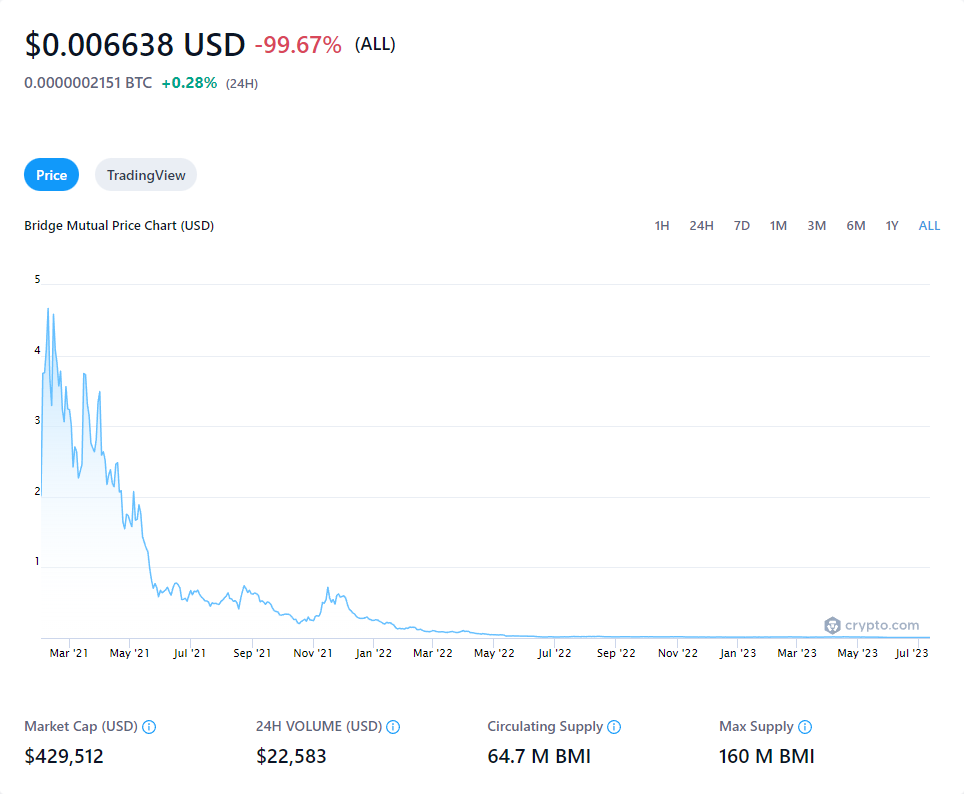 $0.006638 USD -99.67% (ALL)
0.0000002151 BTC +0.28% (24H)
Price TradingView
Bridge Mutual Price Chart (USD) 1H 24H 7D 1M 3M 6M 1Y ALL
5
4
3
2
1
crypto.com
Mar '21 May '21 Jul '21 Sep '21 Nov '21 Jan '22 Mar '22 May '22 Jul '22 Sep '22 Nov '22 Jan '23 Mar '23 May '23 Jul '23
Market Cap (USD) 24H VOLUME (USD) Circulating Supply Max Supply
$429,512 $22,583 64.7 M BMI 160 M BMI